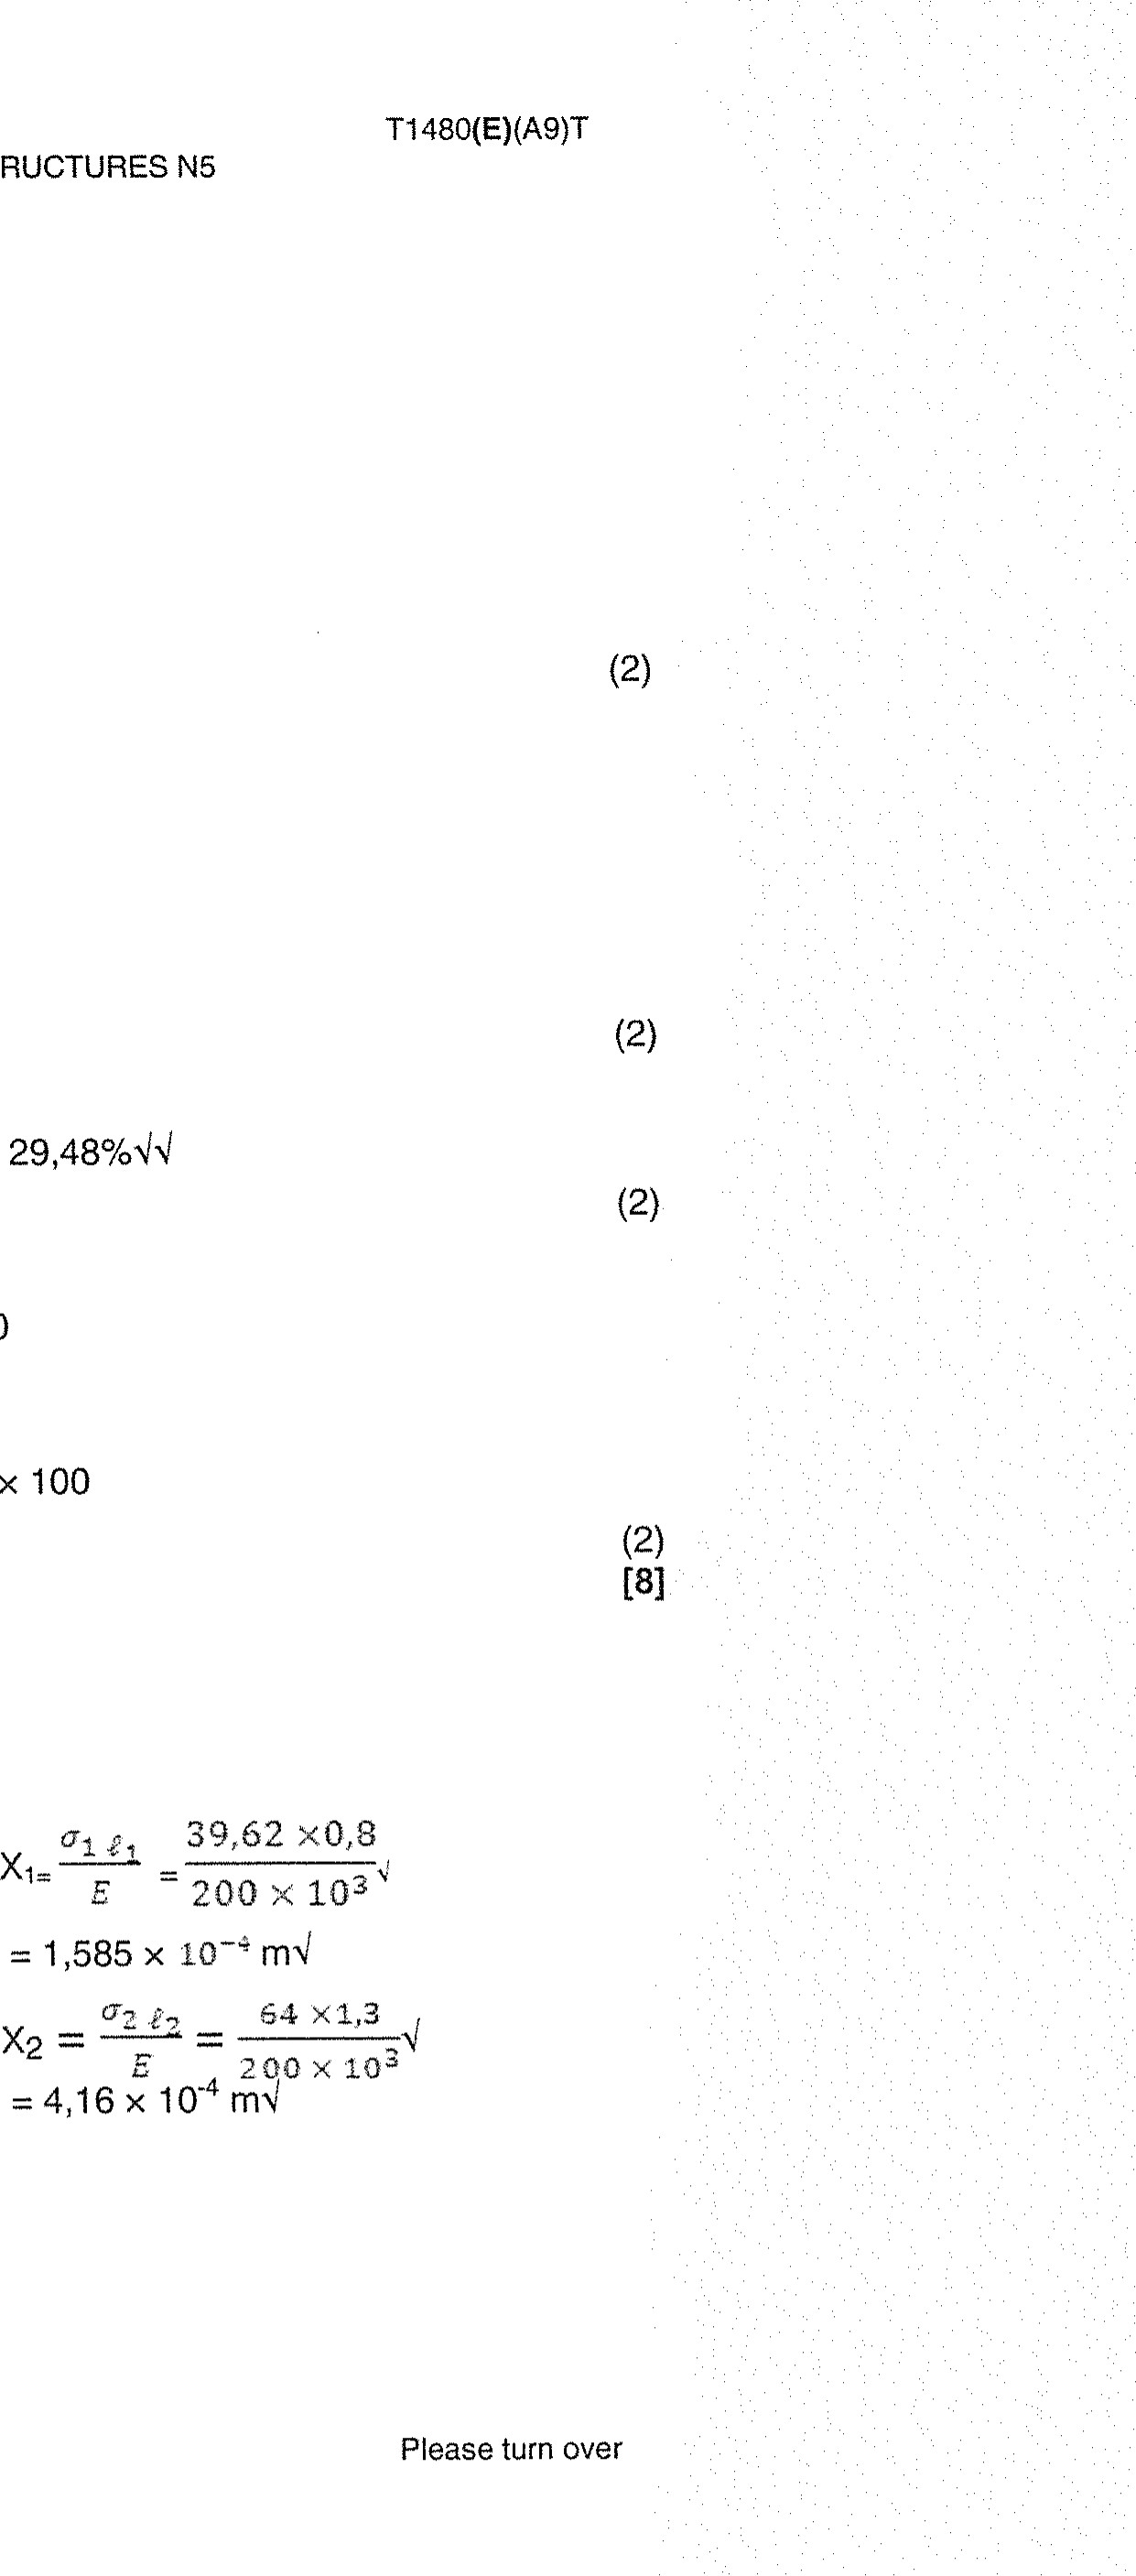 T1480(E)(A9)T
RUCTURES N5
(2)
(2)
29,48%√√
(2)
× 100
(2)
[8]
X₁₌ σ₁ ℓ₁ / E = 39,62 ×0,8 / 200 × 10³ √
= 1,585 × 10⁻⁴ m√
X₂ = σ₂ ℓ₂ / E = 64 ×1,3 / 200 × 10³ √
= 4,16 × 10⁻⁴ m√
Please turn over